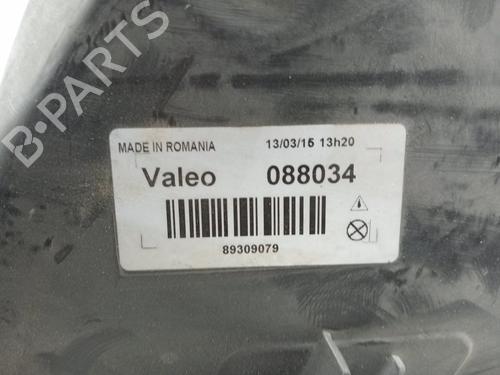 B-PARTS
MADE IN ROMANIA 13/03/15 13h20
Valeo 088034
89309079